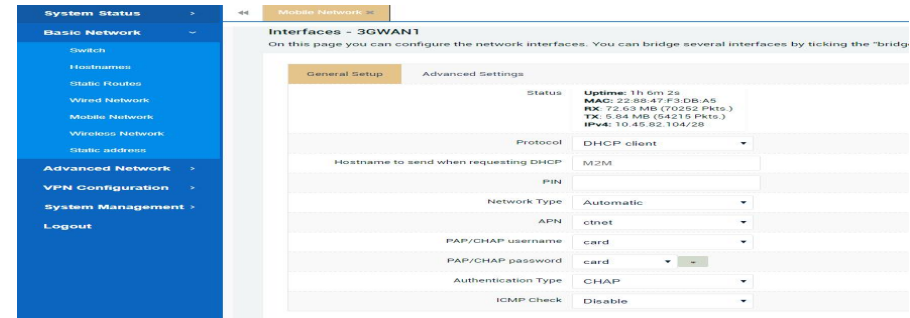 System Status >
Basic Network
Switch
Hostnames
Static Routes
Wired Network
Mobile Network
Wireless Network
Static address
Advanced Network >
VPN Configuration >
System Management >
Logout
Mobile Network
Interfaces - 3GWAN1
On this page you can configure the network interfaces. You can bridge several interfaces by ticking the "bridg
General Setup Advanced Settings
Status
Uptime: 1h 6m 2s
MAC: 22:88:47:F3:DB:A5
RX: 72.63 MB (70252 Pkts.)
TX: 5.84 MB (54215 Pkts.)
IPv4: 10.45.82.104/28
Protocol DHCP client
Hostname to send when requesting DHCP M2M
PIN
Network Type Automatic
APN ctnet
PAP/CHAP username card
PAP/CHAP password card
Authentication Type CHAP
ICMP Check Disable